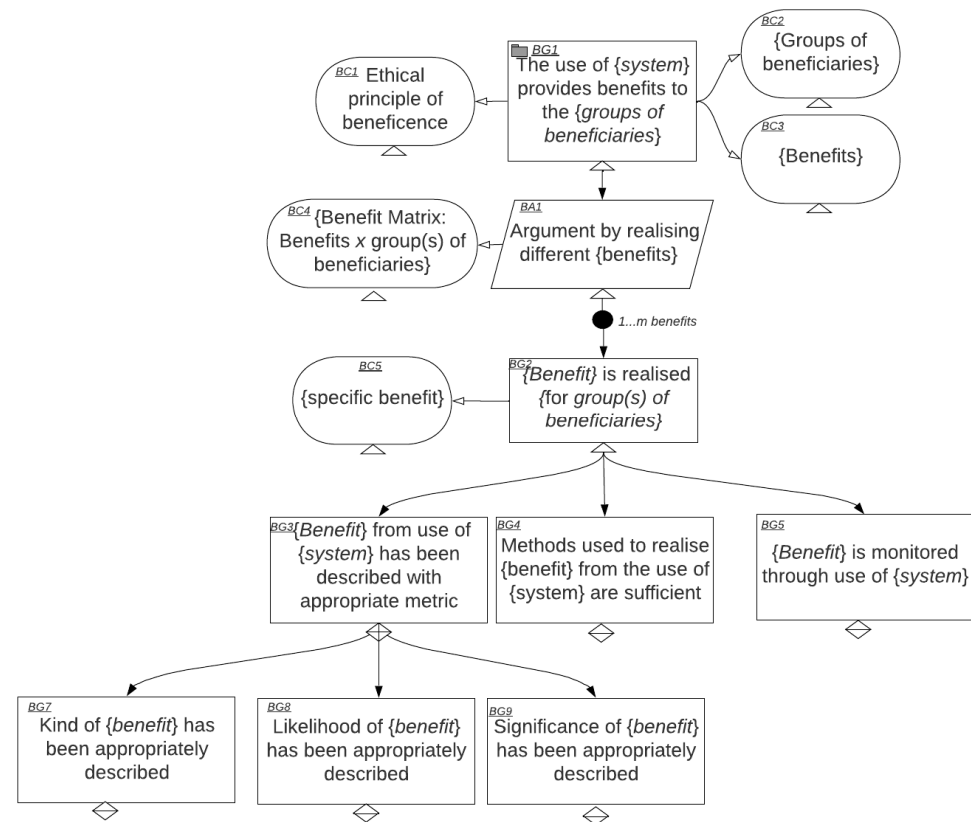 BG1
The use of {system}
provides benefits to
the {groups of
beneficiaries}
BC1 Ethical
principle of
beneficence
BC2
{Groups of
beneficiaries}
BC3
{Benefits}
BA1
Argument by realising
different {benefits}
BC4 {Benefit Matrix:
Benefits x group(s) of
beneficiaries}
1...m benefits
BG2
{Benefit} is realised
{for group(s) of
beneficiaries}
BC5
{specific benefit}
BG3 {Benefit} from use of
{system} has been
described with
appropriate metric
BG4
Methods used to realise
{benefit} from the use of
{system} are sufficient
BG5
{Benefit} is monitored
through use of {system}
BG7
Kind of {benefit} has
been appropriately
described
BG8
Likelihood of {benefit}
has been appropriately
described
BG9
Significance of {benefit}
has been appropriately
described